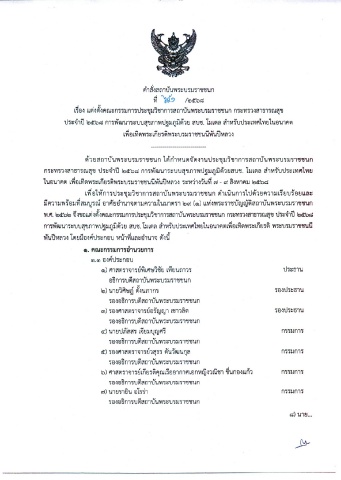 คำสั่งสถาบันพระบรมราชชนก
ที่ /๒๕๖๘
เรื่อง แต่งตั้งคณะกรรมการประชุมวิชาการสถาบันพระบรมราชชนก กระทรวงสาธารณสุข
ประจำปี ๒๕๖๘ การพัฒนาระบบสุขภาพปฐมภูมิด้วย สบช. โมเดล สำหรับประเทศไทยในอนาคต
เพื่อเทิดพระเกียรติพระบรมราชชนนีพันปีหลวง
ด้วยสถาบันพระบรมราชชนก ได้กำหนดจัดงานประชุมวิชาการสถาบันพระบรมราชชนก
กระทรวงสาธารณสุข ประจำปี ๒๕๖๘ การพัฒนาระบบสุขภาพปฐมภูมิด้วยสบช. โมเดล สำหรับประเทศไทย
ในอนาคต เพื่อเทิดพระเกียรติพระบรมราชชนนีพันปีหลวง ระหว่างวันที่ ๗ - ๙ สิงหาคม ๒๕๖๘
เพื่อให้การประชุมวิชาการสถาบันพระบรมราชชนก ดำเนินการไปด้วยความเรียบร้อยและ
มีความพร้อมที่สมบูรณ์ อาศัยอำนาจตามความในมาตรา ๒๙ (๑) แห่งพระราชบัญญัติสถาบันพระบรมราชชนก
พ.ศ. ๒๕๖๒ จึงขอแต่งตั้งคณะกรรมการประชุมวิชาการสถาบันพระบรมราชชนก กระทรวงสาธารณสุข ประจำปี ๒๕๖๘
การพัฒนาระบบสุขภาพปฐมภูมิด้วย สบช. โมเดล สำหรับประเทศไทยในอนาคตเพื่อเทิดพระเกียรติ พระบรมราชชนนี
พันปีหลวง โดยมีองค์ประกอบ หน้าที่และอำนาจ ดังนี้
๑. คณะกรรมการอำนวยการ
๑.๑ องค์ประกอบ
๑) ศาสตราจารย์พิเศษวิชัย เทียนถาวร ประธาน
อธิการบดีสถาบันพระบรมราชชนก
๒) นายวิศิษฎ์ ตั้งนภากร รองประธาน
รองอธิการบดีสถาบันพระบรมราชชนก
๓) รองศาสตราจารย์อรัญญา เชาวลิต รองประธาน
รองอธิการบดีสถาบันพระบรมราชชนก
๔) นายปภัสสร เจียมบุญศรี กรรมการ
รองอธิการบดีสถาบันพระบรมราชชนก
๕) รองศาสตราจารย์วสุธร ตันวัฒนกุล กรรมการ
รองอธิการบดีสถาบันพระบรมราชชนก
๖) ศาสตราจารย์เกียรติคุณเรืออากาศเอกหญิงวณิชา ชื่นกองแก้ว กรรมการ
รองอธิการบดีสถาบันพระบรมราชชนก
๗) กรรมการ
รองอธิการบดีสถาบันพระบรมราชชนก
๘) นาย...